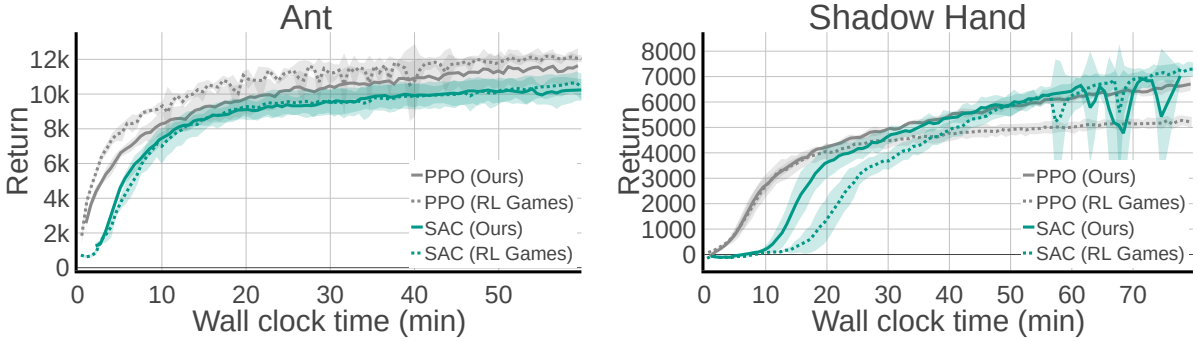 Ant
Return
12k
10k
8k
6k
4k
2k
0
PPO (Ours)
PPO (RL Games)
SAC (Ours)
SAC (RL Games)
0 10 20 30 40 50
Wall clock time (min)
Shadow Hand
Return
8000
7000
6000
5000
4000
3000
2000
1000
0
PPO (Ours)
PPO (RL Games)
SAC (Ours)
SAC (RL Games)
0 10 20 30 40 50 60 70
Wall clock time (min)